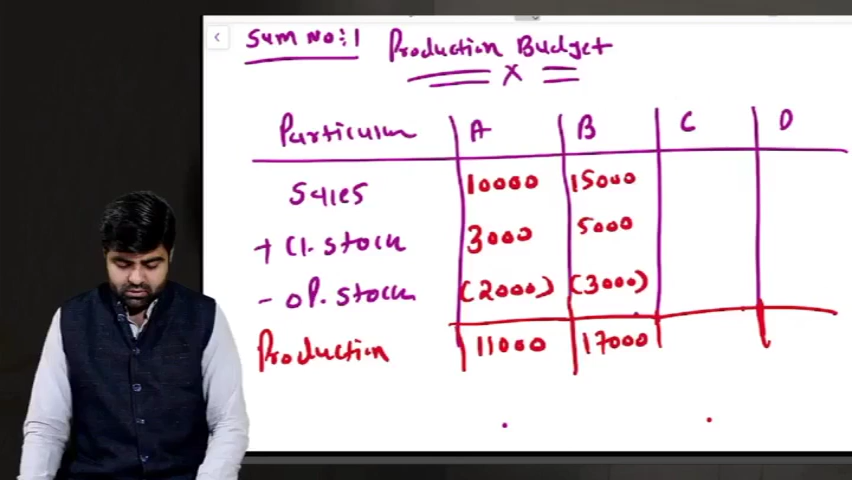 Sum No:1 Production Budget
x
Particulars A B C D
Sales 10000 15000
+ Cl. stock 3000 5000
- OP. stock (2000) (3000)
Production 11000 17000